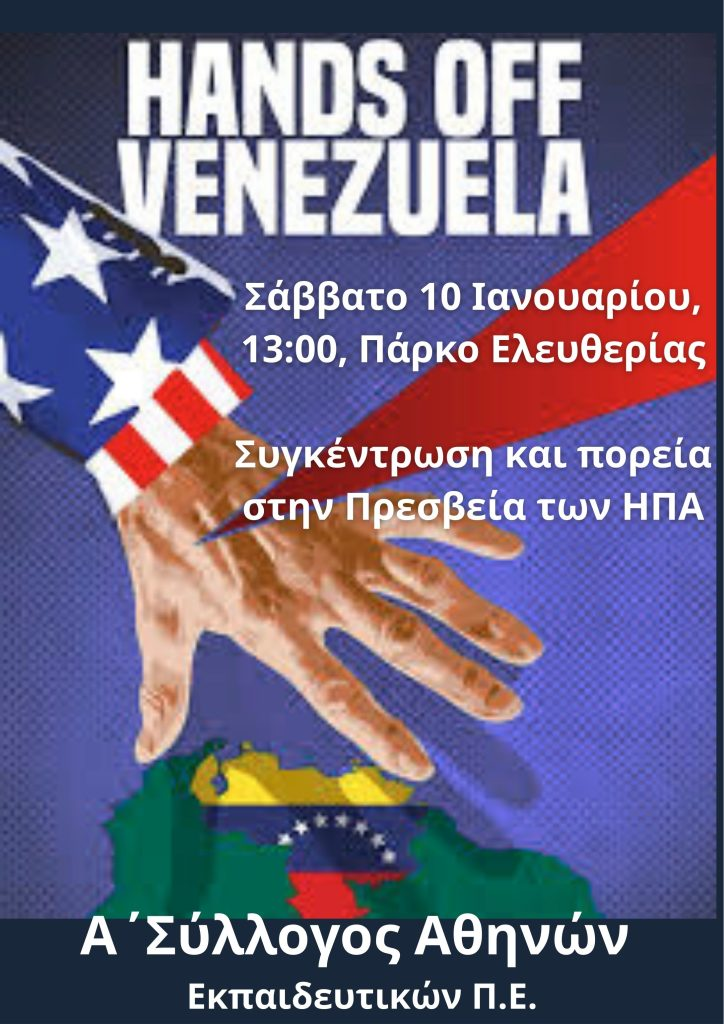 HANDS OFF
VENEZUELA
Σάββατο 10 Ιανουαρίου,
13:00, Πάρκο Ελευθερίας
Συγκέντρωση και πορεία
στην Πρεσβεία των ΗΠΑ
Α΄Σύλλογος Αθηνών
Εκπαιδευτικών Π.Ε.